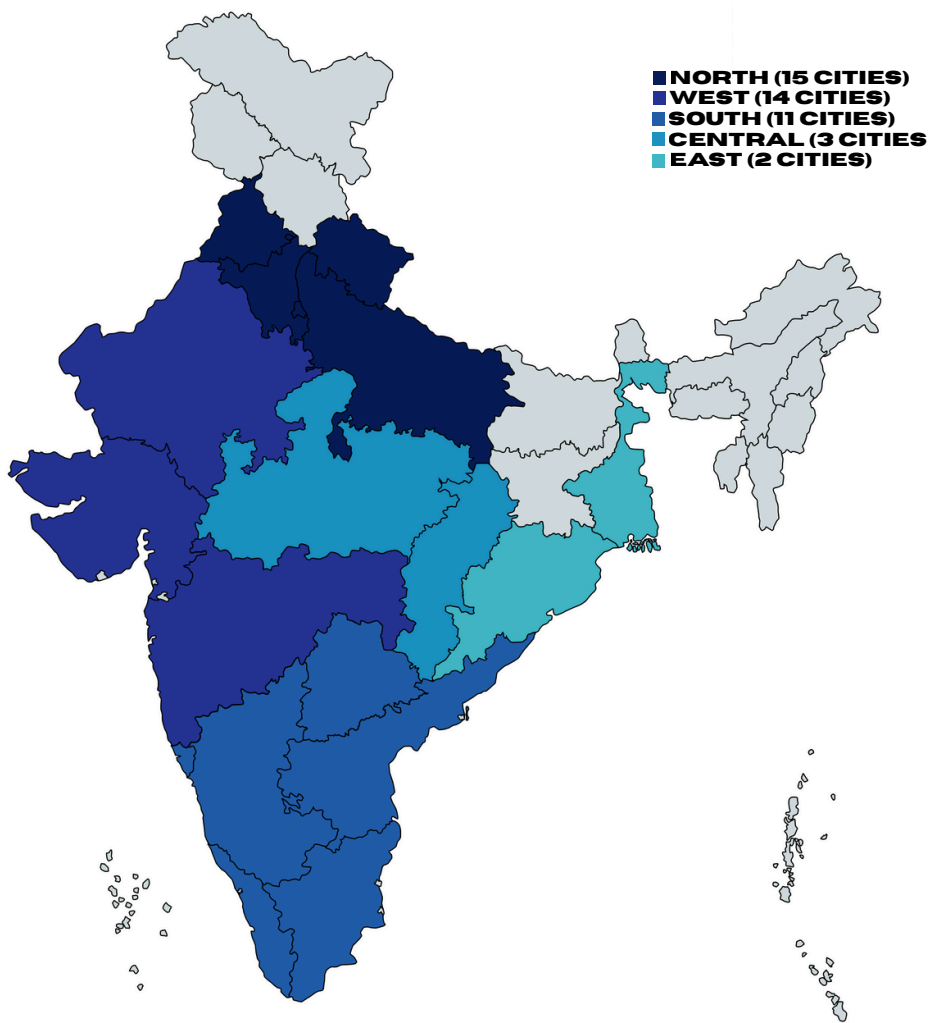 NORTH (15 CITIES)
WEST (14 CITIES)
SOUTH (11 CITIES)
CENTRAL (3 CITIES
EAST (2 CITIES)